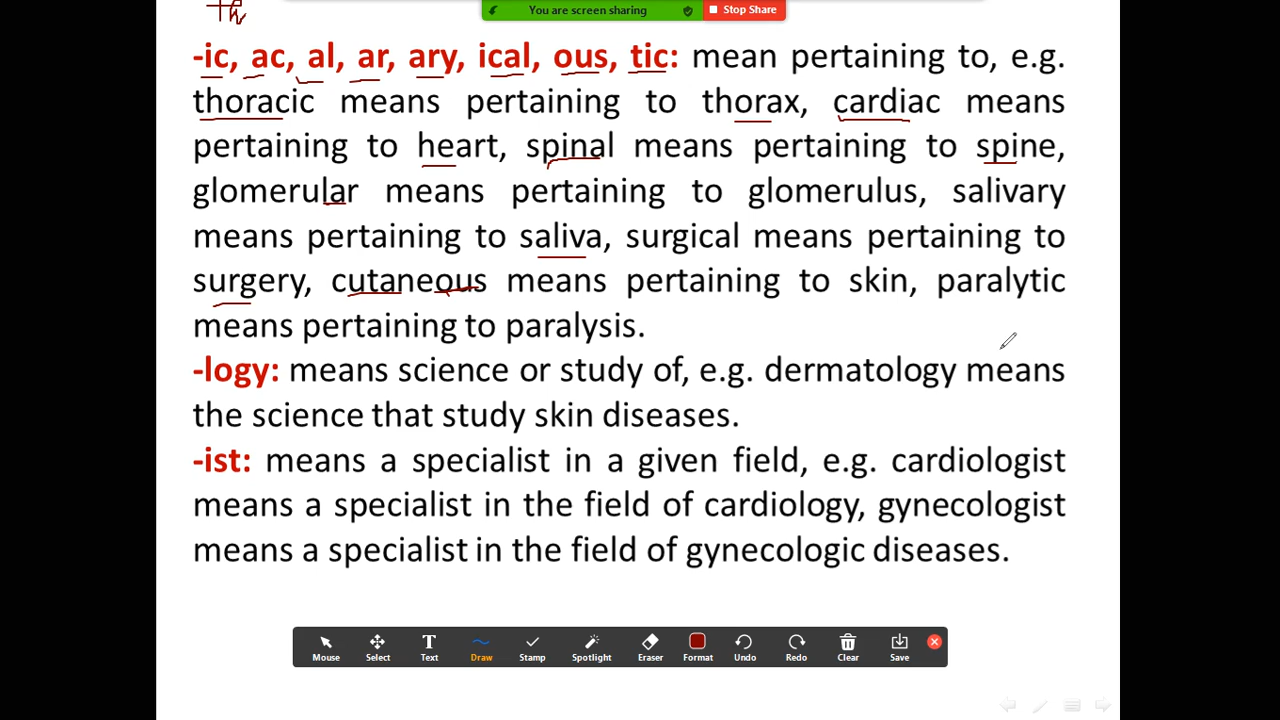 th
You are screen sharing
Stop Share
-ic, ac, al, ar, ary, ical, ous, tic: mean pertaining to, e.g.
thoracic means pertaining to thorax, cardiac means
pertaining to heart, spinal means pertaining to spine,
glomerular means pertaining to glomerulus, salivary
means pertaining to saliva, surgical means pertaining to
surgery, cutaneous means pertaining to skin, paralytic
means pertaining to paralysis.
-logy: means science or study of, e.g. dermatology means
the science that study skin diseases.
-ist: means a specialist in a given field, e.g. cardiologist
means a specialist in the field of cardiology, gynecologist
means a specialist in the field of gynecologic diseases.
Mouse Select Text Draw Stamp Spotlight Eraser Format Undo Redo Clear Save